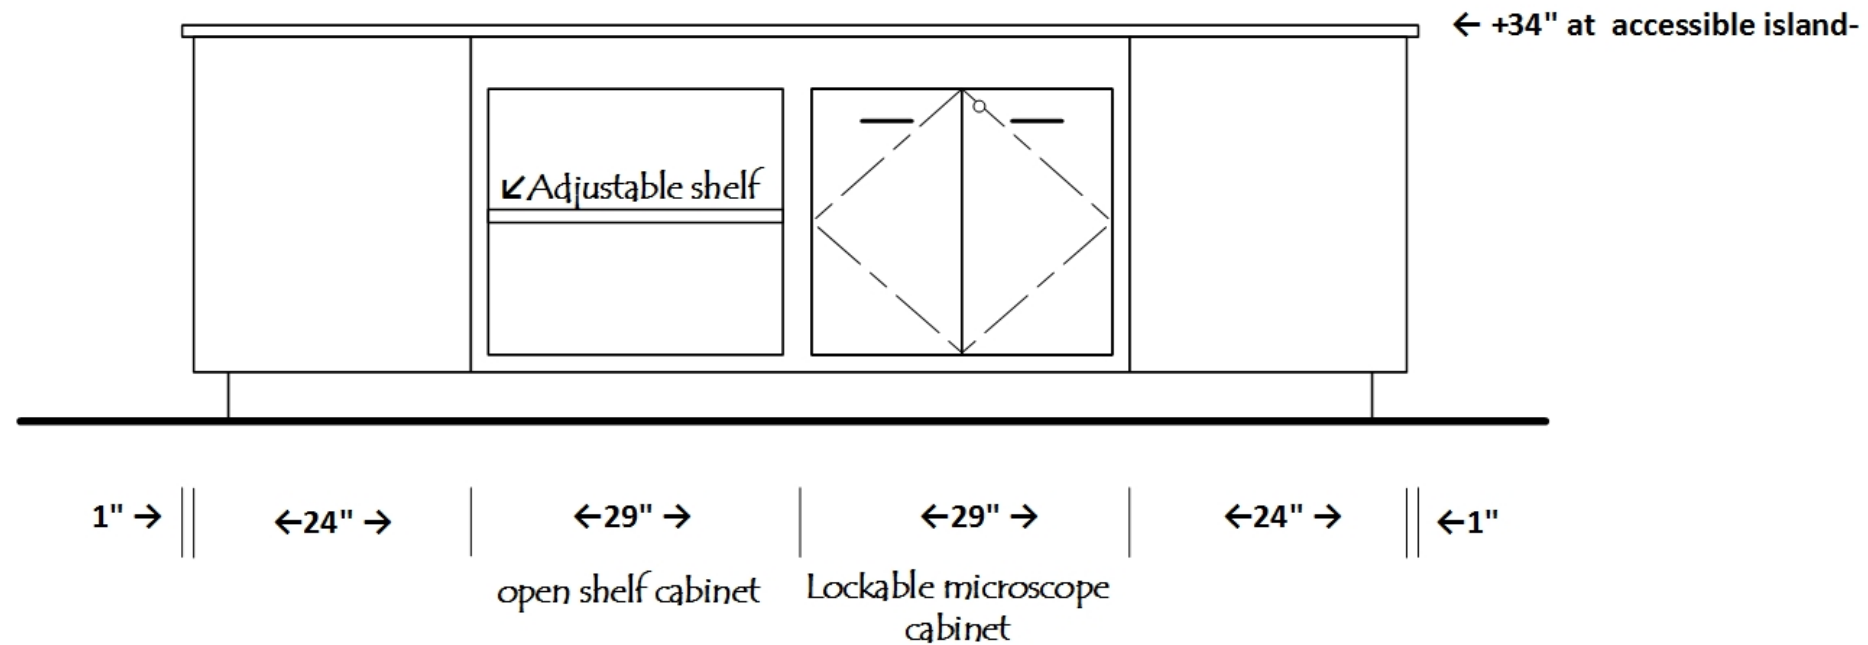 ← +34" at accessible island-
↙Adjustable shelf
1" → ←24" → ←29" → ←29" → ←24" → ←1"
open shelf cabinet
Lockable microscope
cabinet